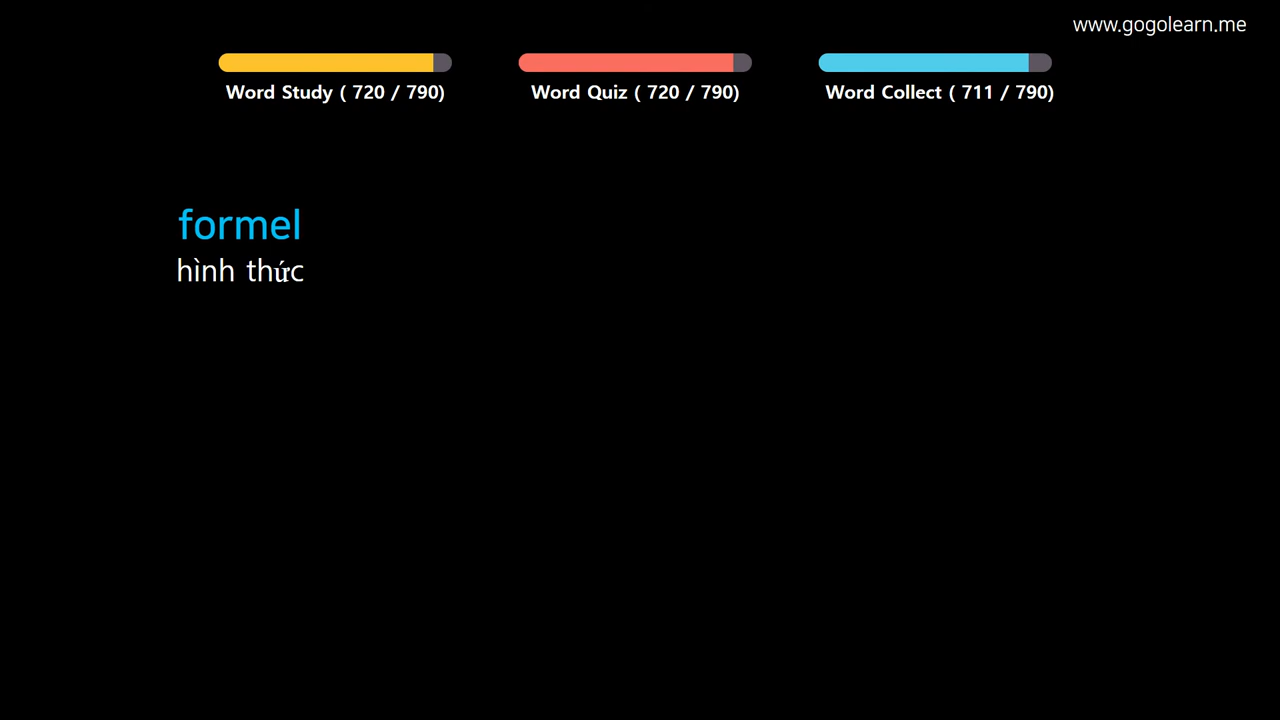 www.gogolearn.me
Word Study ( 720 / 790)
Word Quiz ( 720 / 790)
Word Collect ( 711 / 790)
formel
hình thức